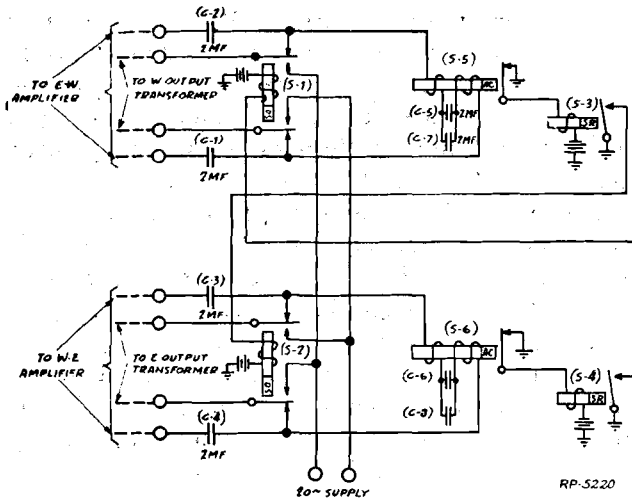 (C-2)
2MF
TO E-W
AMPLIFIER
TO W OUTPUT
TRANSFORMER
(S-1)
SO
(C-1)
2MF
(S-5)
AC
(C-5)
2MF
(C-7)
2MF
(S-3)
SR
(C-3)
2MF
TO W-E
AMPLIFIER
TO E OUTPUT
TRANSFORMER
(S-2)
SO
(C-4)
2MF
(S-6)
AC
(C-6)
(C-8)
(S-4)
SR
20~ SUPPLY
RP-5220